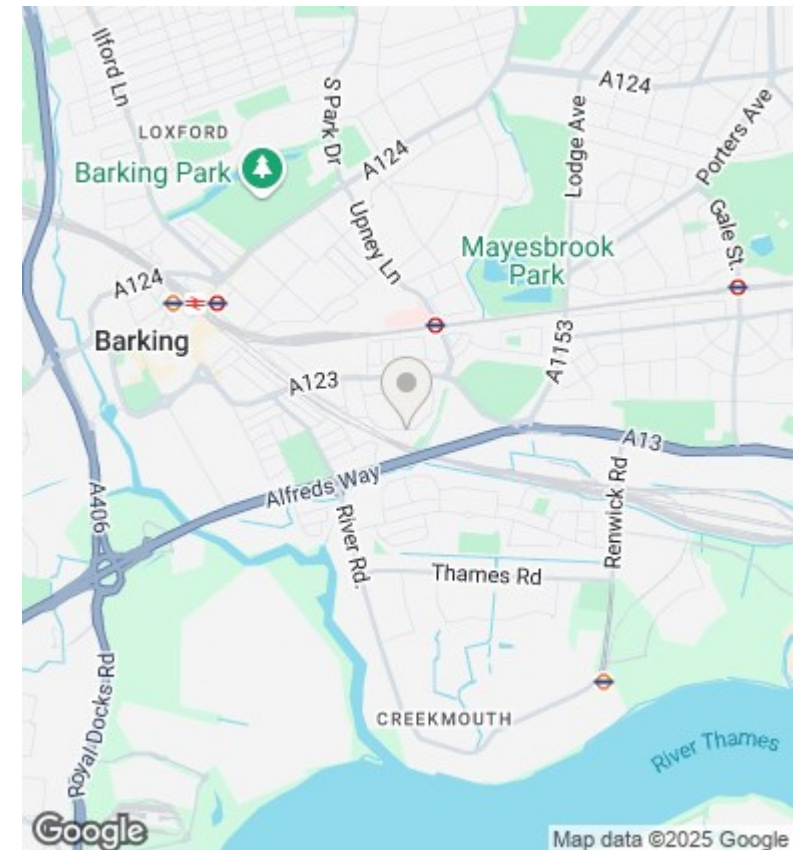 Ilford Ln
A124
LOXFORD
S Park Dr
Lodge Ave
Porters Ave
Barking Park
A124
Upney Ln
Gale St.
Mayesbrook
Park
A124
Barking
A1153
A123
A13
Alfreds Way
A406
Renwick Rd
River Rd.
Thames Rd
Royal Docks Rd
CREEKMOUTH
River Thames
Google
Map data ©2025 Google